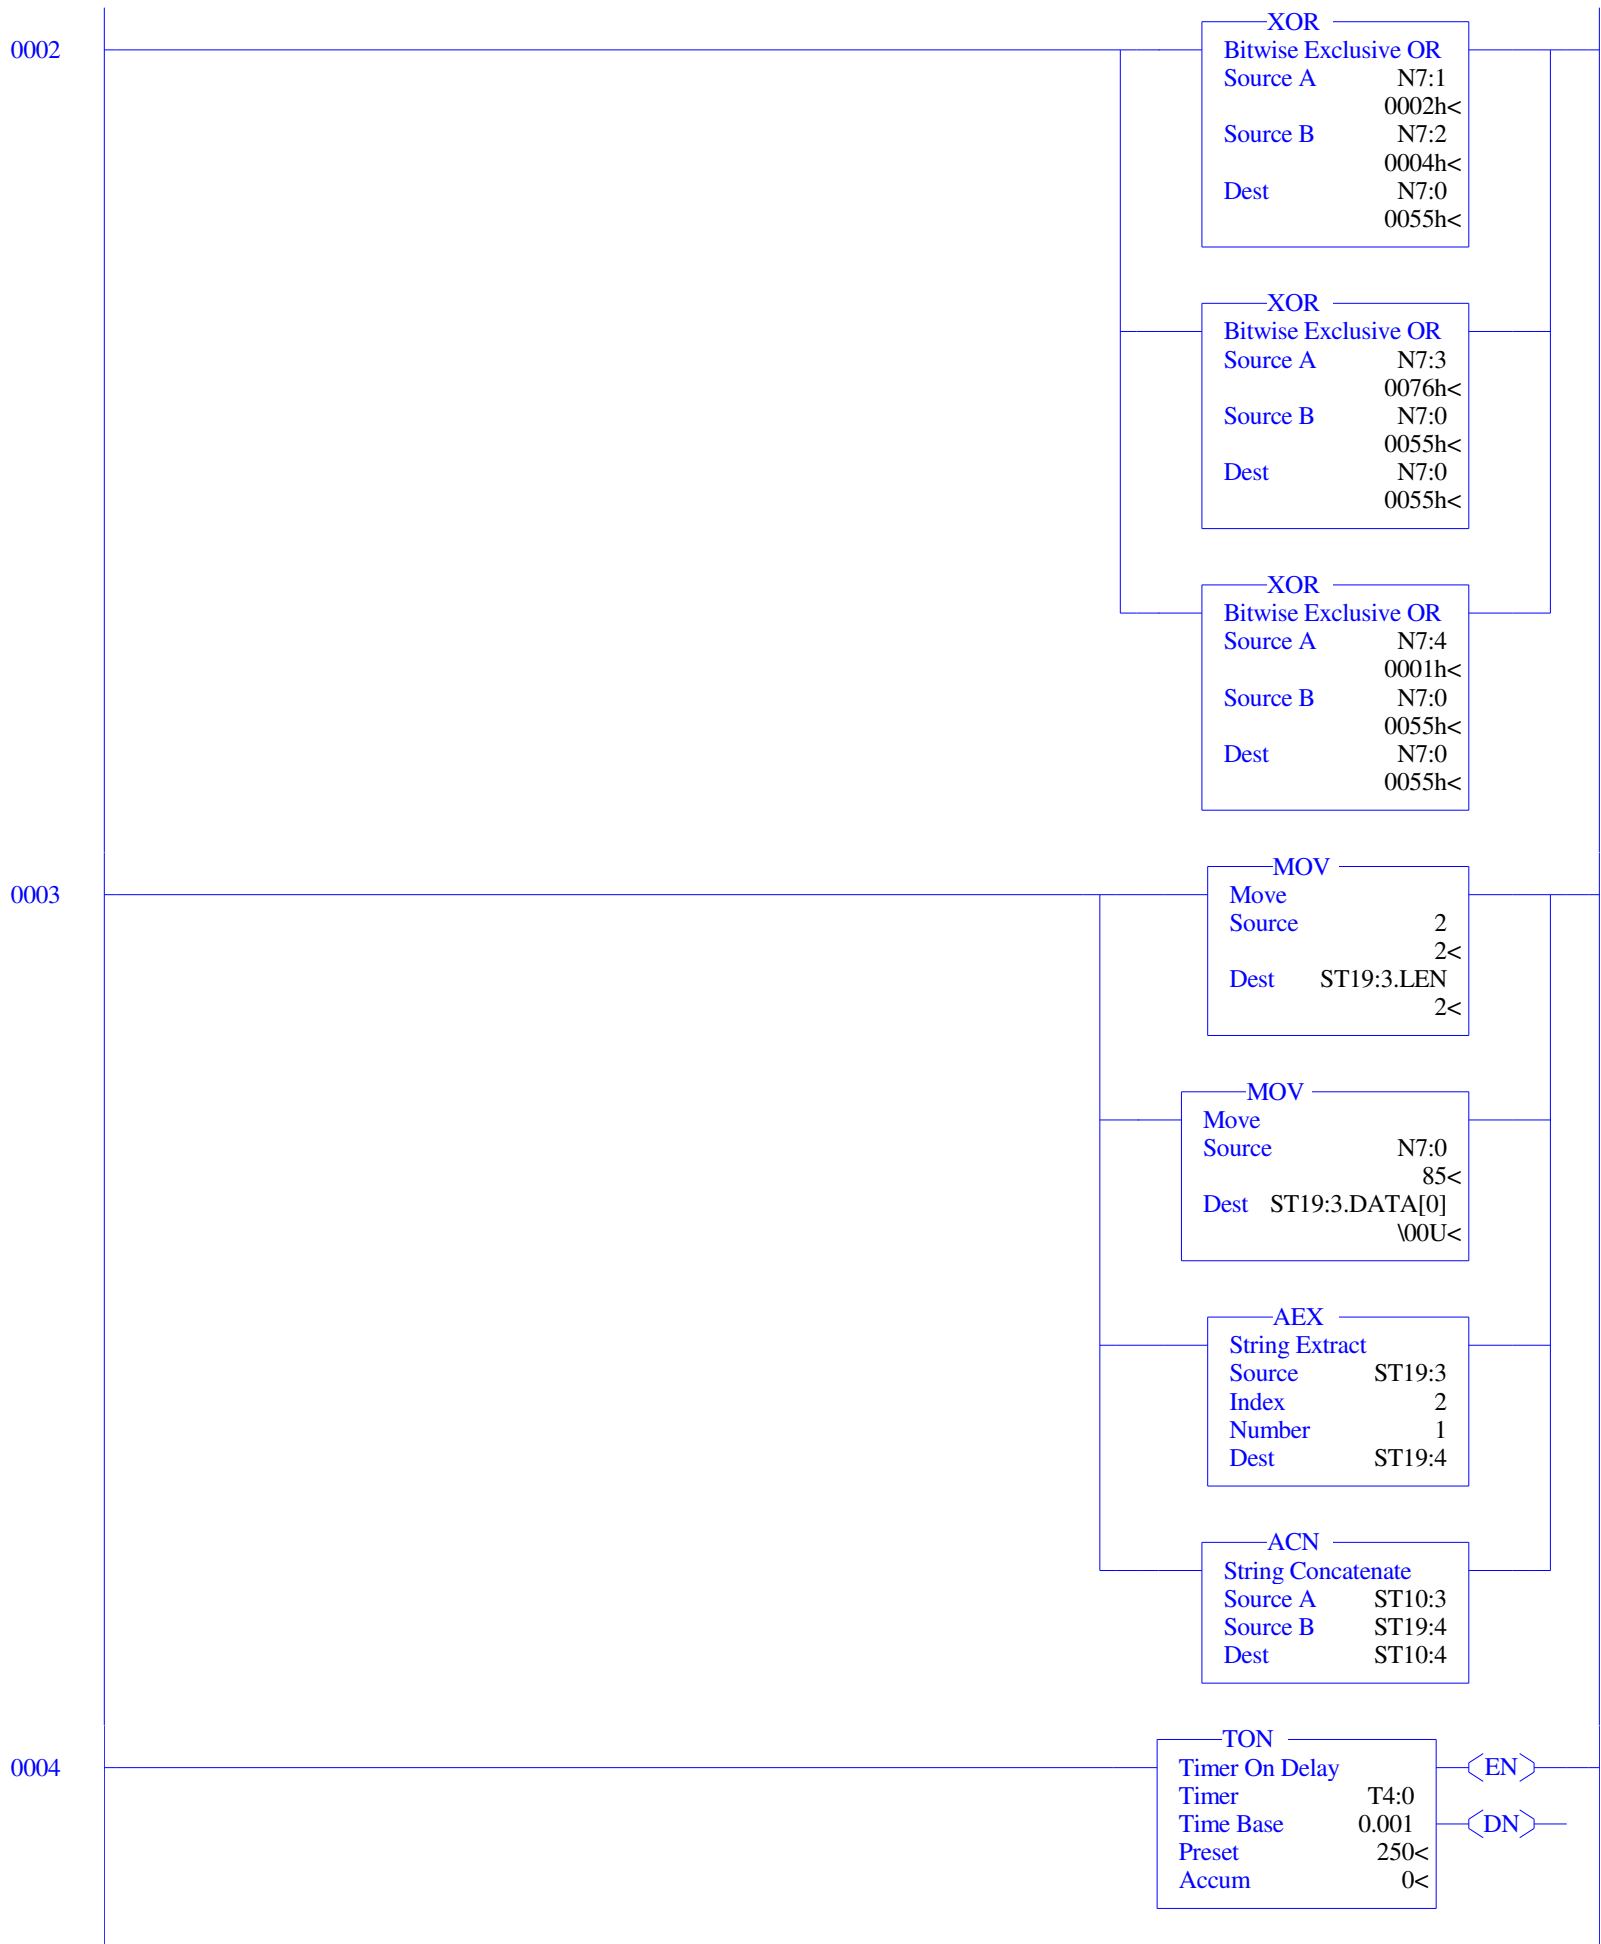 XOR
0002 Bitwise Exclusive OR
Source A N7:1
0002h<
Source B N7:2
0004h<
Dest N7:0
0055h<
XOR
Bitwise Exclusive OR
Source A N7:3
0076h<
Source B N7:0
0055h<
Dest N7:0
0055h<
XOR
Bitwise Exclusive OR
Source A N7:4
0001h<
Source B N7:0
0055h<
Dest N7:0
0055h<
MOV
0003 Move
Source 2
2<
Dest ST19:3.LEN
2<
MOV
Move
Source N7:0
85<
Dest ST19:3.DATA[0]
\00U<
AEX
String Extract
Source ST19:3
Index 2
Number 1
Dest ST19:4
ACN
String Concatenate
Source A ST10:3
Source B ST19:4
Dest ST10:4
TON
0004 Timer On Delay EN
Timer T4:0
Time Base 0.001 DN
Preset 250<
Accum 0<